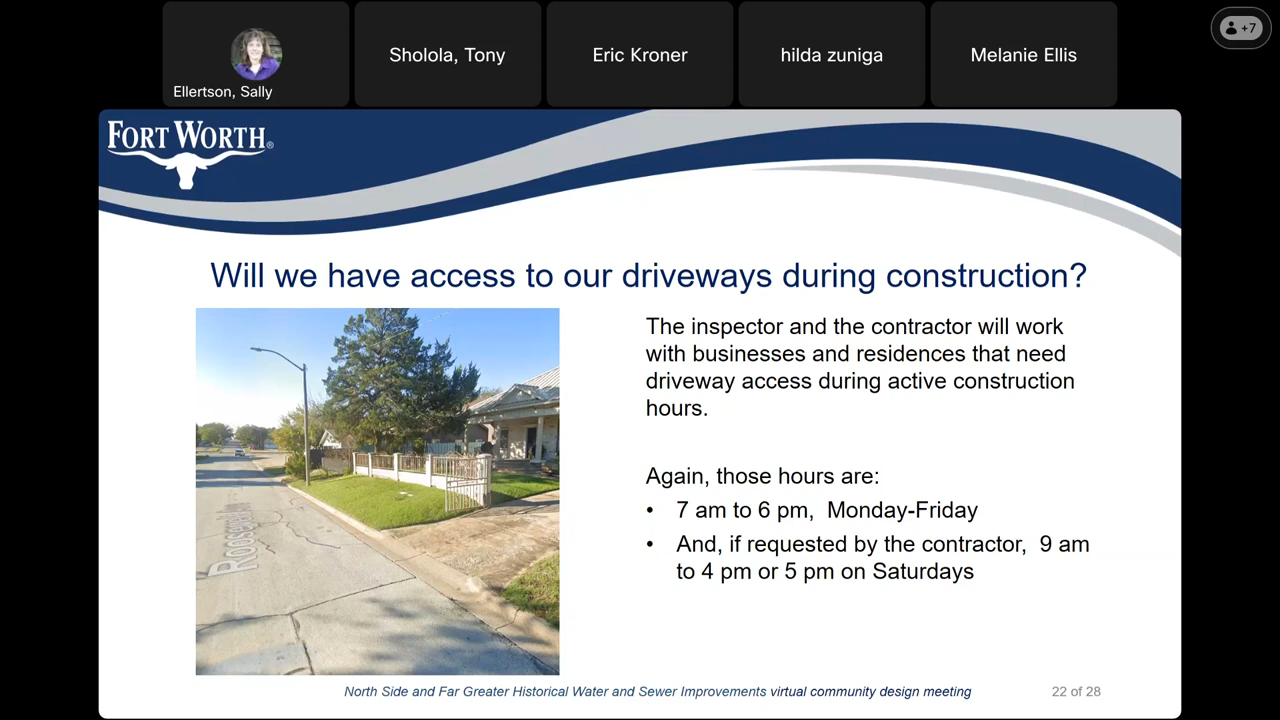 +7
Sholola, Tony
Eric Kroner
hilda zuniga
Melanie Ellis
Ellertson, Sally
FORT WORTH®
Will we have access to our driveways during construction?
The inspector and the contractor will work
with businesses and residences that need
driveway access during active construction
hours.
Again, those hours are:
• 7 am to 6 pm, Monday-Friday
• And, if requested by the contractor, 9 am
to 4 pm or 5 pm on Saturdays
North Side and Far Greater Historical Water and Sewer Improvements virtual community design meeting
22 of 28